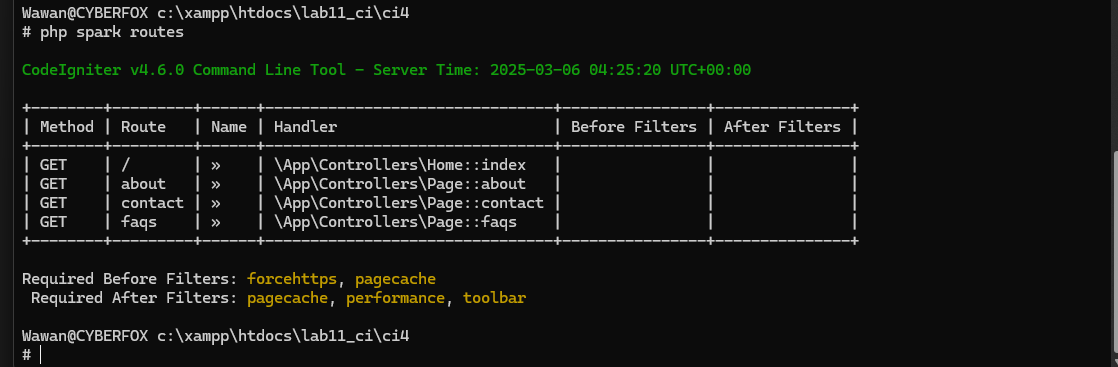 Wawan@CYBERFOX c:\xampp\htdocs\lab11_ci\ci4
# php spark routes
CodeIgniter v4.6.0 Command Line Tool - Server Time: 2025-03-06 04:25:20 UTC+00:00
+--------+---------+------+--------------------------------+----------------+---------------+
| Method | Route   | Name | Handler                        | Before Filters | After Filters |
+--------+---------+------+--------------------------------+----------------+---------------+
| GET    | /       | »    | \App\Controllers\Home::index   |                |               |
| GET    | about   | »    | \App\Controllers\Page::about   |                |               |
| GET    | contact | »    | \App\Controllers\Page::contact |                |               |
| GET    | faqs    | »    | \App\Controllers\Page::faqs    |                |               |
+--------+---------+------+--------------------------------+----------------+---------------+
Required Before Filters: forcehttps, pagecache
 Required After Filters: pagecache, performance, toolbar
Wawan@CYBERFOX c:\xampp\htdocs\lab11_ci\ci4
#